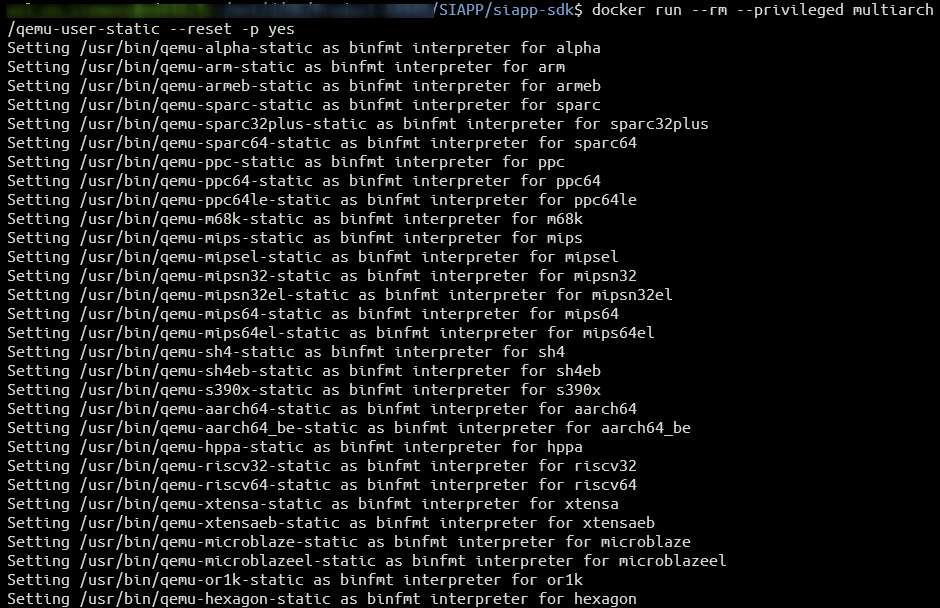 /SIAPP/siapp-sdk$ docker run --rm --privileged multiarch
/qemu-user-static --reset -p yes
Setting /usr/bin/qemu-alpha-static as binfmt interpreter for alpha
Setting /usr/bin/qemu-arm-static as binfmt interpreter for arm
Setting /usr/bin/qemu-armeb-static as binfmt interpreter for armeb
Setting /usr/bin/qemu-sparc-static as binfmt interpreter for sparc
Setting /usr/bin/qemu-sparc32plus-static as binfmt interpreter for sparc32plus
Setting /usr/bin/qemu-sparc64-static as binfmt interpreter for sparc64
Setting /usr/bin/qemu-ppc-static as binfmt interpreter for ppc
Setting /usr/bin/qemu-ppc64-static as binfmt interpreter for ppc64
Setting /usr/bin/qemu-ppc64le-static as binfmt interpreter for ppc64le
Setting /usr/bin/qemu-m68k-static as binfmt interpreter for m68k
Setting /usr/bin/qemu-mips-static as binfmt interpreter for mips
Setting /usr/bin/qemu-mipsel-static as binfmt interpreter for mipsel
Setting /usr/bin/qemu-mipsn32-static as binfmt interpreter for mipsn32
Setting /usr/bin/qemu-mipsn32el-static as binfmt interpreter for mipsn32el
Setting /usr/bin/qemu-mips64-static as binfmt interpreter for mips64
Setting /usr/bin/qemu-mips64el-static as binfmt interpreter for mips64el
Setting /usr/bin/qemu-sh4-static as binfmt interpreter for sh4
Setting /usr/bin/qemu-sh4eb-static as binfmt interpreter for sh4eb
Setting /usr/bin/qemu-s390x-static as binfmt interpreter for s390x
Setting /usr/bin/qemu-aarch64-static as binfmt interpreter for aarch64
Setting /usr/bin/qemu-aarch64_be-static as binfmt interpreter for aarch64_be
Setting /usr/bin/qemu-hppa-static as binfmt interpreter for hppa
Setting /usr/bin/qemu-riscv32-static as binfmt interpreter for riscv32
Setting /usr/bin/qemu-riscv64-static as binfmt interpreter for riscv64
Setting /usr/bin/qemu-xtensa-static as binfmt interpreter for xtensa
Setting /usr/bin/qemu-xtensaeb-static as binfmt interpreter for xtensaeb
Setting /usr/bin/qemu-microblaze-static as binfmt interpreter for microblaze
Setting /usr/bin/qemu-microblazeel-static as binfmt interpreter for microblazeel
Setting /usr/bin/qemu-or1k-static as binfmt interpreter for or1k
Setting /usr/bin/qemu-hexagon-static as binfmt interpreter for hexagon